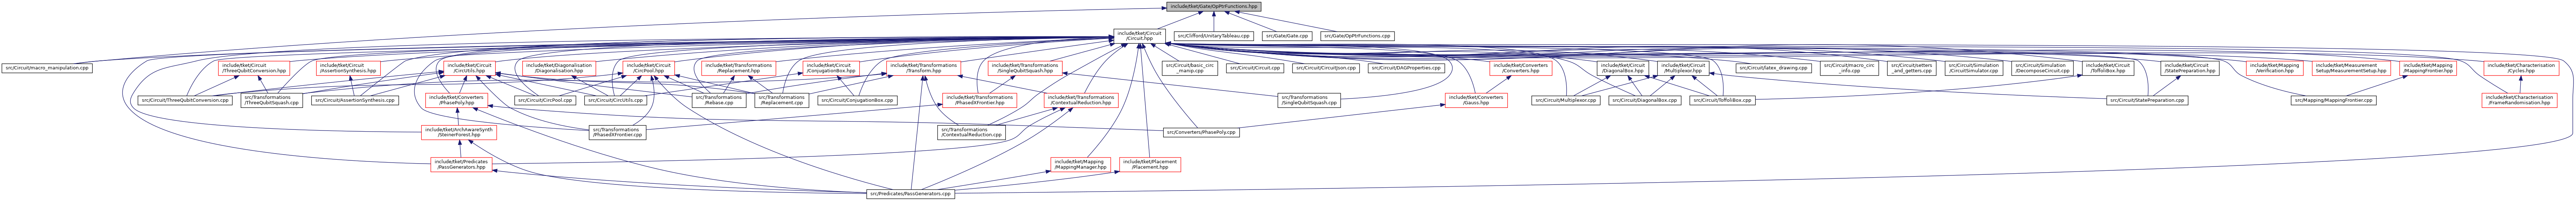 include/tket/Gate/OpPtrFunctions.hpp
include/tket/Circuit
/Circuit.hpp
src/Clifford/UnitaryTableau.cpp
src/Gate/Gate.cpp
src/Gate/OpPtrFunctions.cpp
src/Circuit/macro_manipulation.cpp
include/tket/Circuit
/ThreeQubitConversion.hpp
include/tket/Circuit
/AssertionSynthesis.hpp
include/tket/Circuit
/CircUtils.hpp
include/tket/Diagonalisation
/Diagonalisation.hpp
include/tket/Circuit
/CircPool.hpp
include/tket/Transformations
/Replacement.hpp
include/tket/Circuit
/ConjugationBox.hpp
include/tket/Transformations
/Transform.hpp
include/tket/Transformations
/SingleQubitSquash.hpp
src/Circuit/basic_circ
_manip.cpp
src/Circuit/Circuit.cpp
src/Circuit/CircuitJson.cpp
src/Circuit/DAGProperties.cpp
include/tket/Converters
/Converters.hpp
include/tket/Circuit
/DiagonalBox.hpp
include/tket/Circuit
/Multiplexor.hpp
src/Circuit/latex_drawing.cpp
src/Circuit/macro_circ
_info.cpp
src/Circuit/setters
_and_getters.cpp
src/Circuit/Simulation
/CircuitSimulator.cpp
src/Circuit/Simulation
/DecomposeCircuit.cpp
include/tket/Circuit
/ToffoliBox.hpp
include/tket/Circuit
/StatePreparation.hpp
include/tket/Mapping
/Verification.hpp
include/tket/Measurement
Setup/MeasurementSetup.hpp
include/tket/Mapping
/MappingFrontier.hpp
include/tket/Characterisation
/Cycles.hpp
src/Circuit/ThreeQubitConversion.cpp
src/Transformations
/ThreeQubitSquash.cpp
src/Circuit/AssertionSynthesis.cpp
include/tket/Converters
/PhasePoly.hpp
src/Circuit/CircPool.cpp
src/Circuit/CircUtils.cpp
src/Transformations
/Rebase.cpp
src/Transformations
/Replacement.cpp
src/Circuit/ConjugationBox.cpp
include/tket/Transformations
/PhasedXFrontier.hpp
include/tket/Transformations
/ContextualReduction.hpp
src/Transformations
/SingleQubitSquash.cpp
include/tket/Converters
/Gauss.hpp
src/Circuit/Multiplexor.cpp
src/Circuit/DiagonalBox.cpp
src/Circuit/ToffoliBox.cpp
src/Circuit/StatePreparation.cpp
src/Mapping/MappingFrontier.cpp
include/tket/Characterisation
/FrameRandomisation.hpp
include/tket/ArchAwareSynth
/SteinerForest.hpp
src/Transformations
/PhasedXFrontier.cpp
src/Transformations
/ContextualReduction.cpp
src/Converters/PhasePoly.cpp
include/tket/Predicates
/PassGenerators.hpp
include/tket/Mapping
/MappingManager.hpp
include/tket/Placement
/Placement.hpp
src/Predicates/PassGenerators.cpp